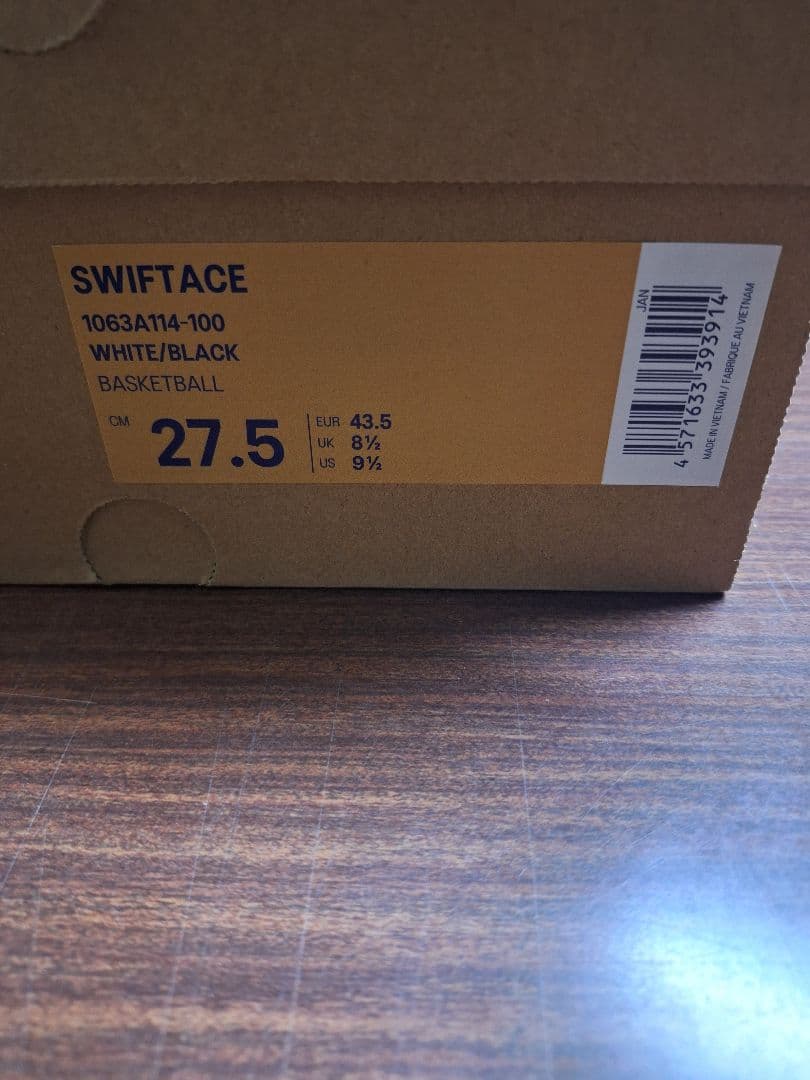 SWIFTACE
1063A114-100
WHITE/BLACK
BASKETBALL
CM 27.5
EUR 43.5
UK 8½
US 9½
JAN
4 571633 393914
MADE IN VIETNAM / FABRIQUE AU VIETNAM